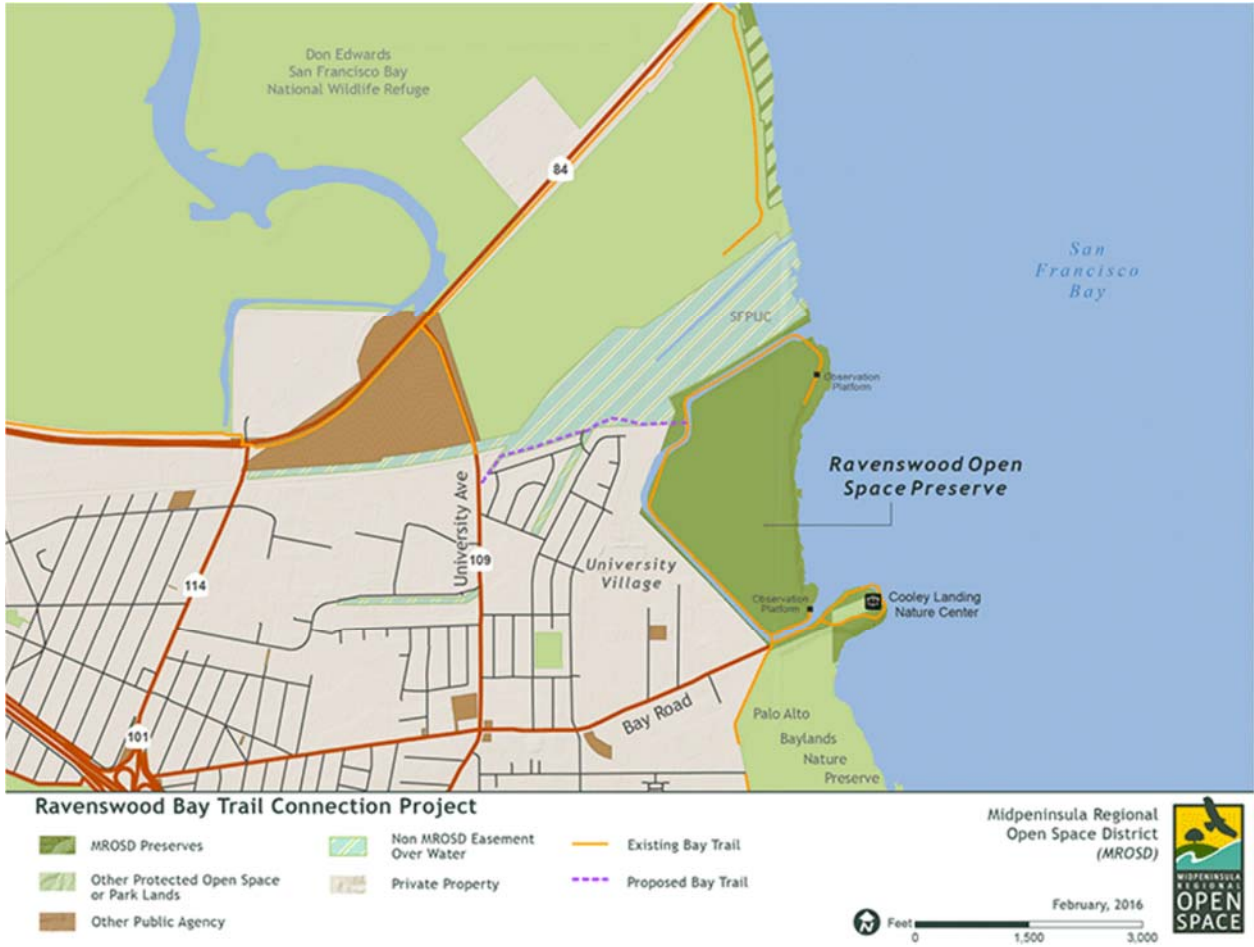 Don Edwards
San Francisco Bay
National Wildlife Refuge
84
San
Francisco
Bay
SFPUC
Observation
Platform
Ravenswood Open
Space Preserve
University Ave
109
114
University
Village
Observation
Platform
Cooley Landing
Nature Center
Bay Road
101
Palo Alto
Baylands
Nature
Preserve
Ravenswood Bay Trail Connection Project
MROSD Preserves
Other Protected Open Space
or Park Lands
Other Public Agency
Non MROSD Easement
Over Water
Private Property
Existing Bay Trail
Proposed Bay Trail
Midpeninsula Regional
Open Space District
(MROSD)
February, 2016
N
Feet
0
1,500
3,000
MIDPENINSULA
REGIONAL
OPEN
SPACE